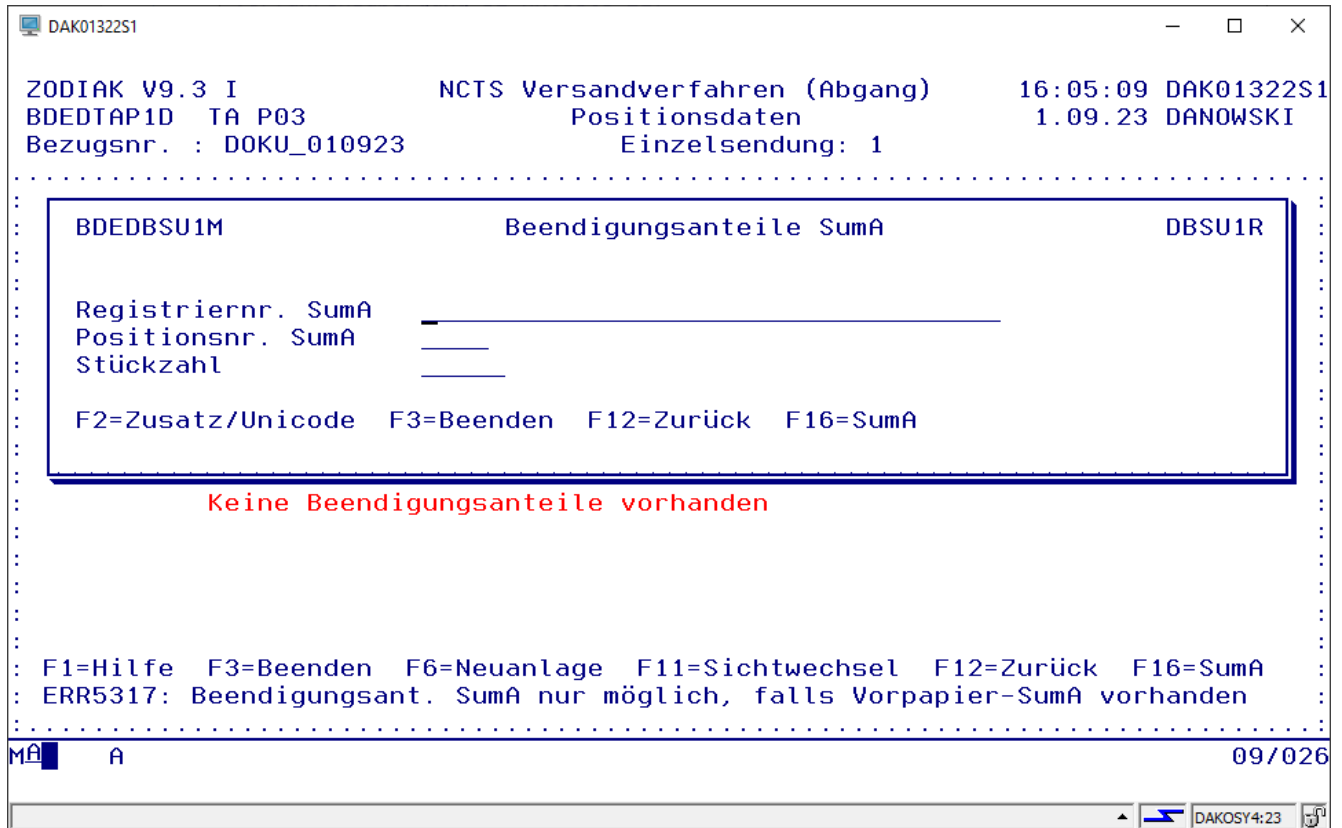 DAK01322S1
ZODIAK V9.3 I NCTS Versandverfahren (Abgang) 16:05:09 DAK01322S1
BDEDTAP1D TA P03 Positionsdaten 1.09.23 DANOWSKI
Bezugsnr. : DOKU_010923 Einzelsendung: 1
BDEDBSU1M Beendigungsanteile SumA DBSU1R
Registriernr. SumA
Positionsnr. SumA
Stückzahl
F2=Zusatz/Unicode F3=Beenden F12=Zurück F16=SumA
Keine Beendigungsanteile vorhanden
F1=Hilfe F3=Beenden F6=Neuanlage F11=Sichtwechsel F12=Zurück F16=SumA
ERR5317: Beendigungsant. SumA nur möglich, falls Vorpapier-SumA vorhanden
MA A 09/026
DAKOSY4:23